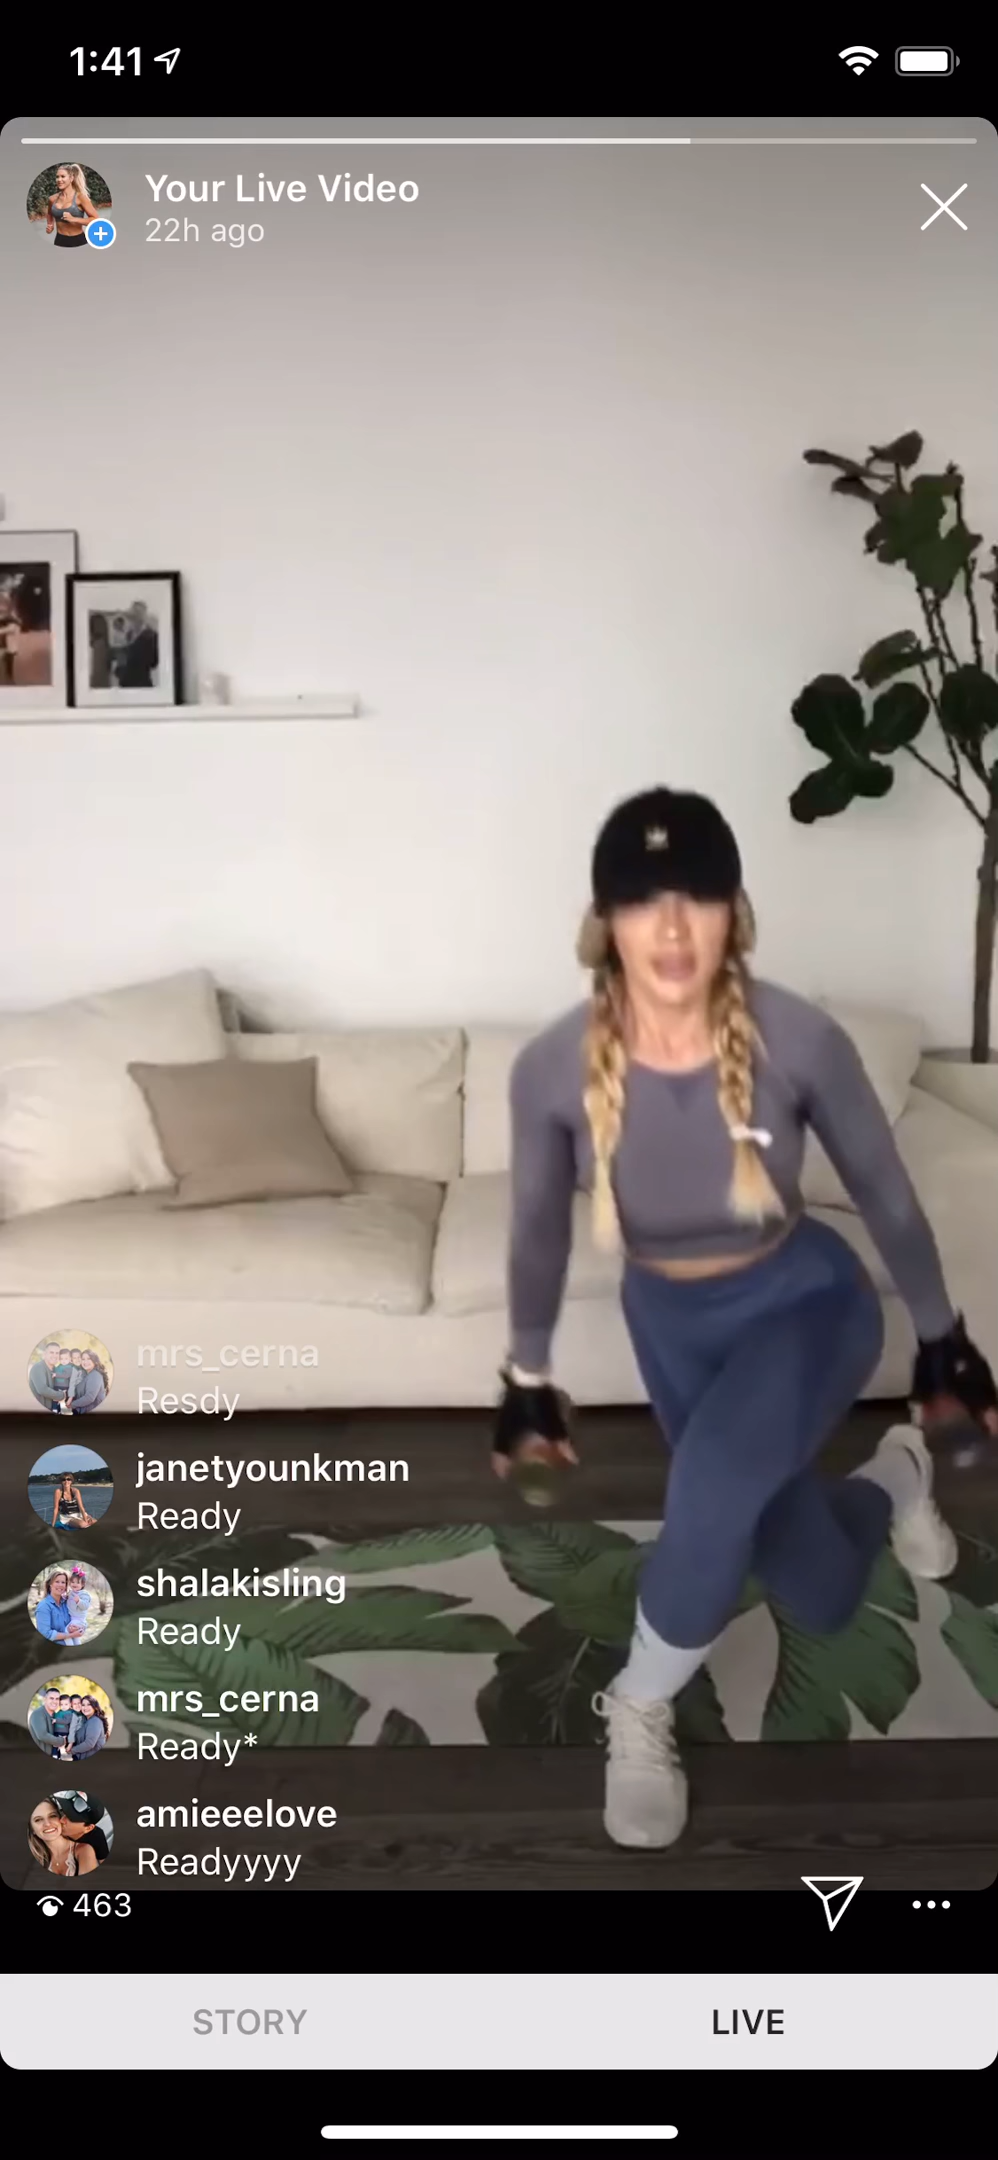 1:41
Your Live Video
22h ago
mrs_cerna
Resdy
janetyounkman
Ready
shalakisling
Ready
mrs_cerna
Ready*
amieeelove
Readyyyy
463
STORY
LIVE